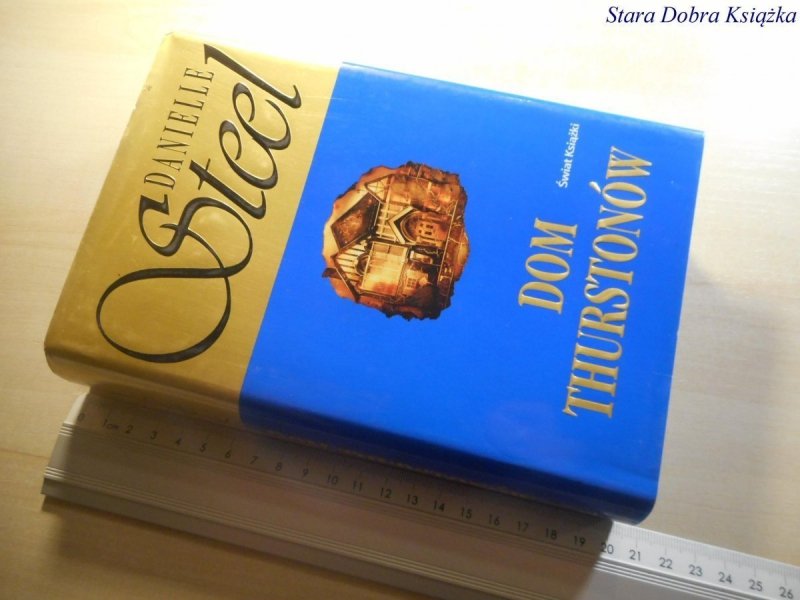 Stara Dobra Książka
DANIELLE
Steel
Świat Książki
DOM
THURSTONÓW
0 1cm 2 3 4 5 6 7 8 9 10 11 12 13 14 15 16 17 18 19 20 21 22 23 24 25 26